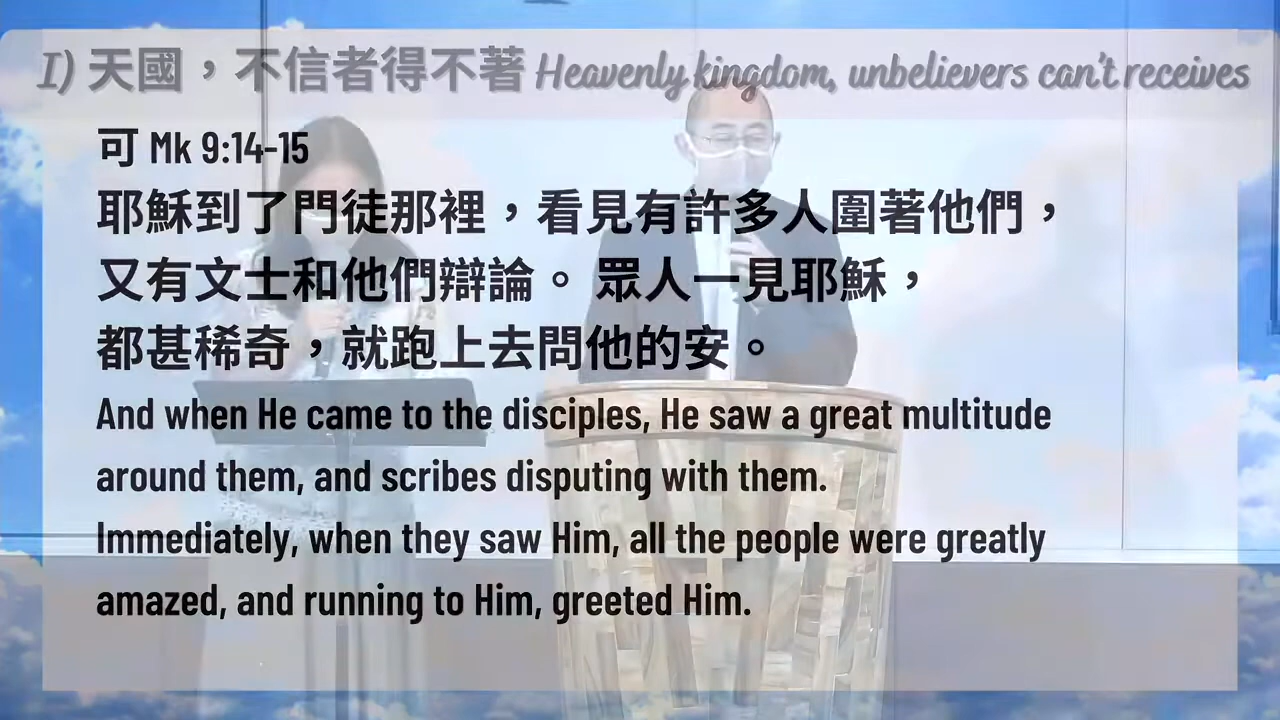 I) 天國，不信者得不著 Heavenly kingdom, unbelievers can't receives
可 Mk 9:14-15
耶穌到了門徒那裡，看見有許多人圍著他們，
又有文士和他們辯論。 眾人一見耶穌，
都甚稀奇，就跑上去問他的安。
And when He came to the disciples, He saw a great multitude
around them, and scribes disputing with them.
Immediately, when they saw Him, all the people were greatly
amazed, and running to Him, greeted Him.